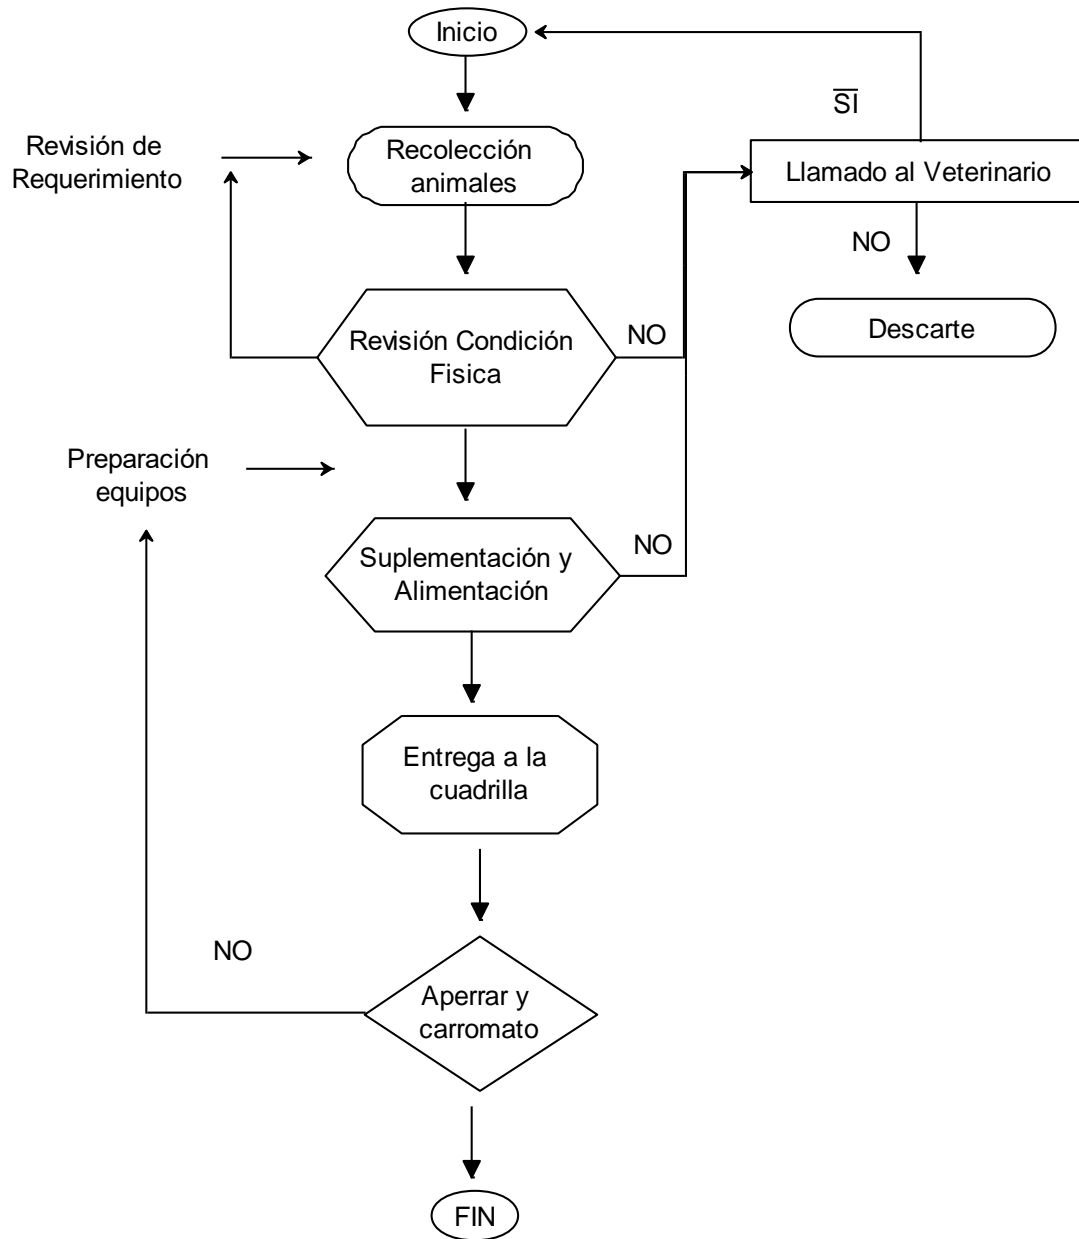 Inicio
SI
Revisión de
Requerimiento
Recolección
animales
Llamado al Veterinario
NO
Descarte
Revisión Condición
Fisica
NO
Preparación
equipos
Suplementación y
Alimentación
NO
Entrega a la
cuadrilla
NO
Aperrar y
carromato
FIN